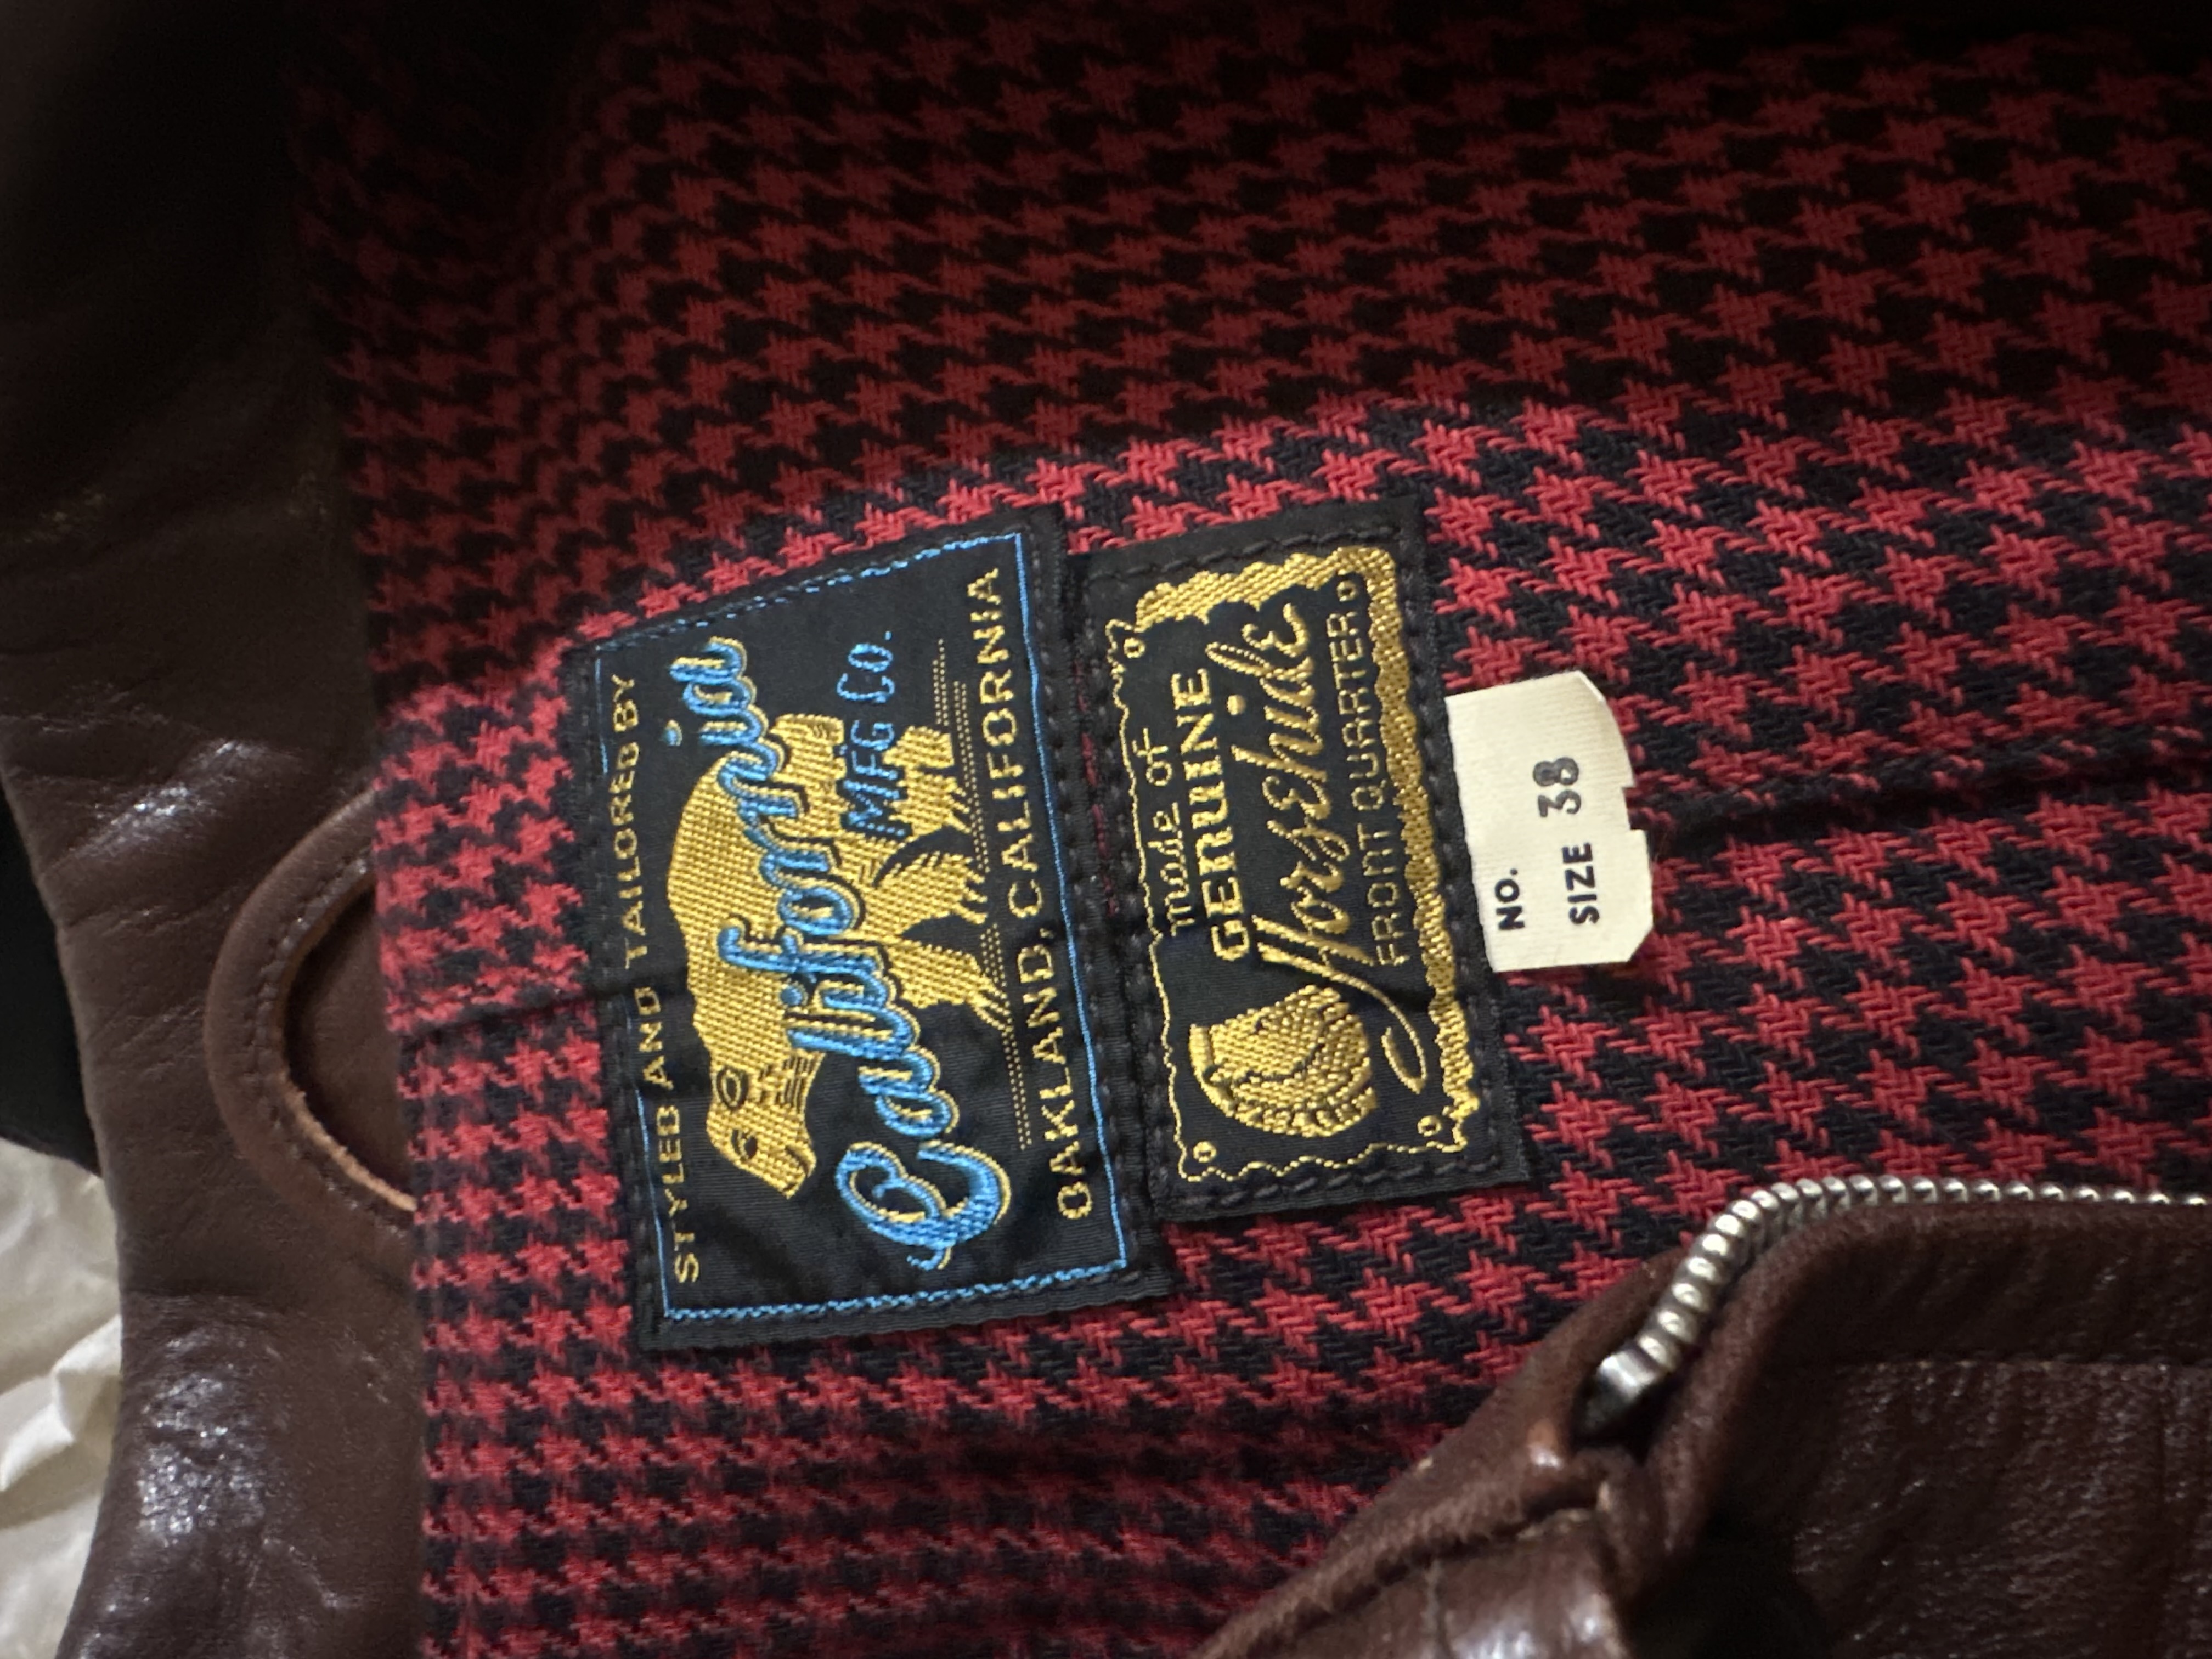 STYLED AND TAILORED BY
California
MFG CO.
OAKLAND, CALIFORNIA
made of
GENUINE
Horsehide
FRONT QUARTER
NO.
SIZE 38